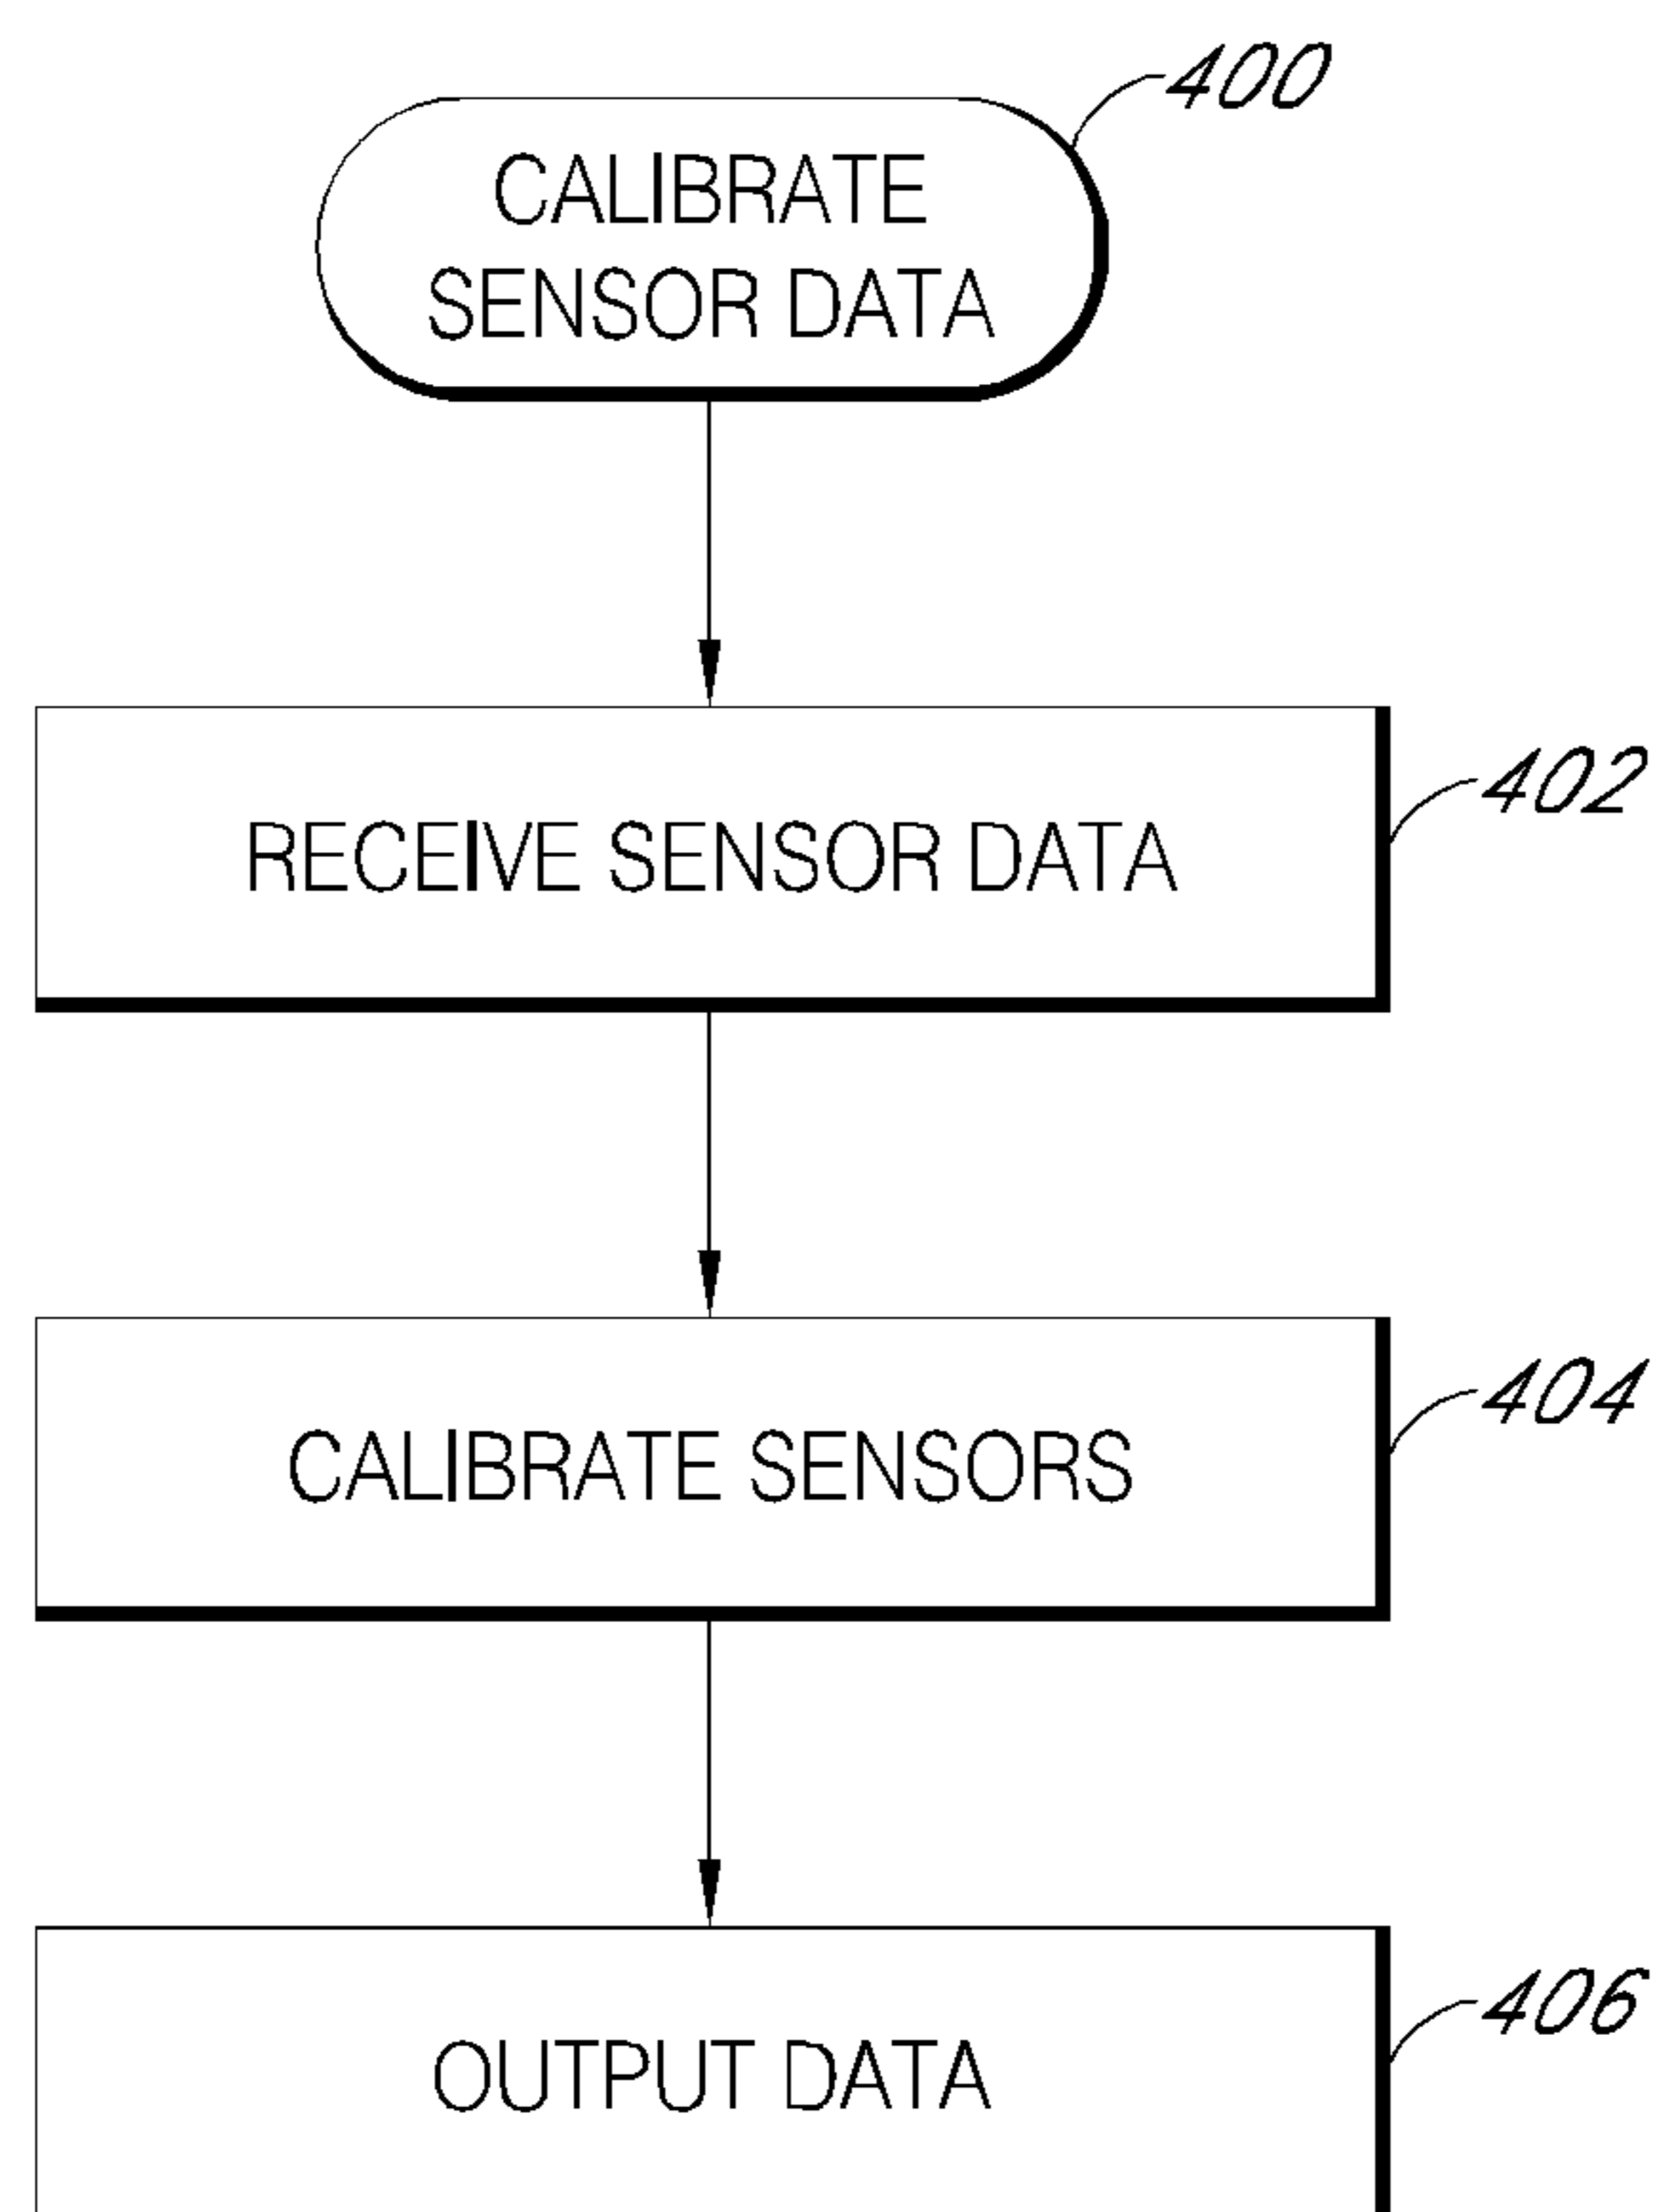 400
CALIBRATE
SENSOR DATA
402
RECEIVE SENSOR DATA
404
CALIBRATE SENSORS
406
OUTPUT DATA